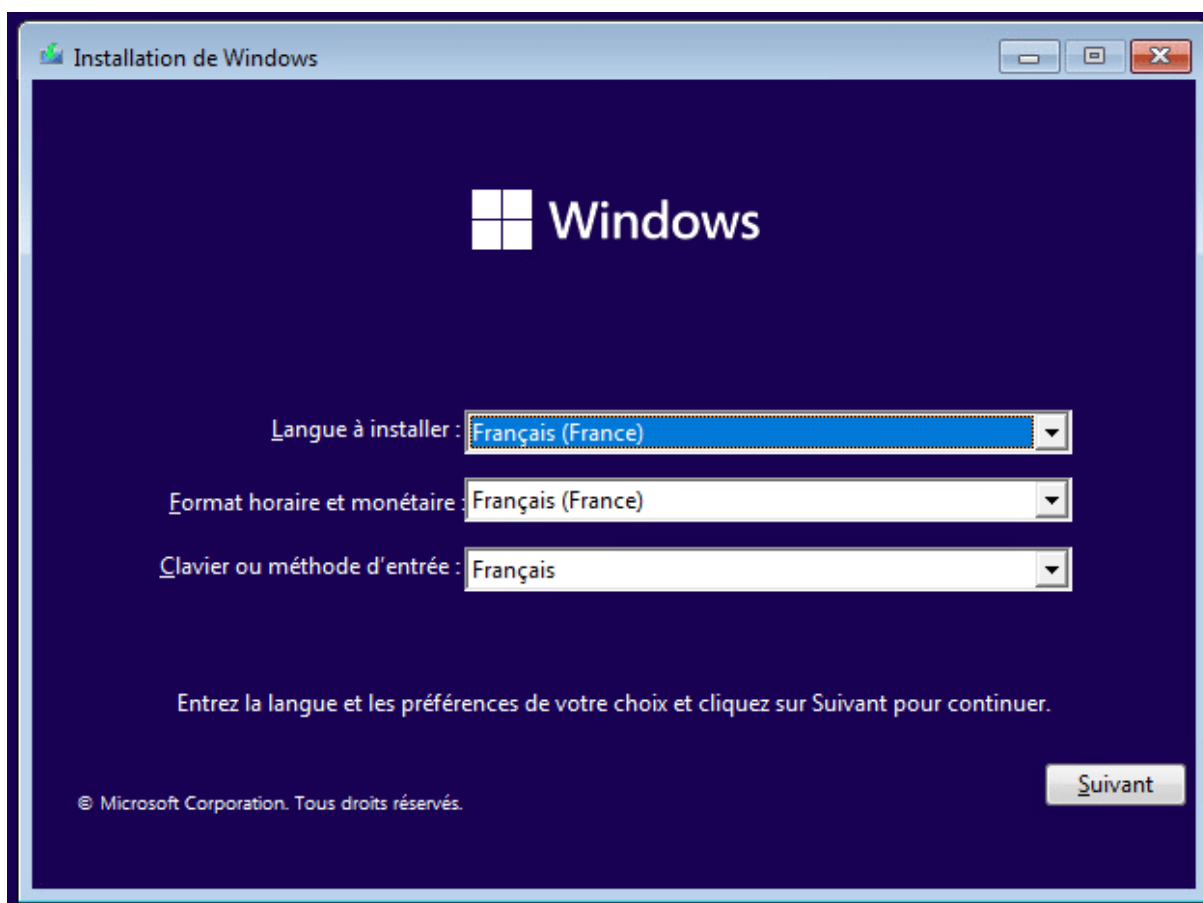 Installation de Windows
Windows
Langue à installer : Français (France)
Format horaire et monétaire : Français (France)
Clavier ou méthode d'entrée : Français
Entrez la langue et les préférences de votre choix et cliquez sur Suivant pour continuer.
Suivant
© Microsoft Corporation. Tous droits réservés.